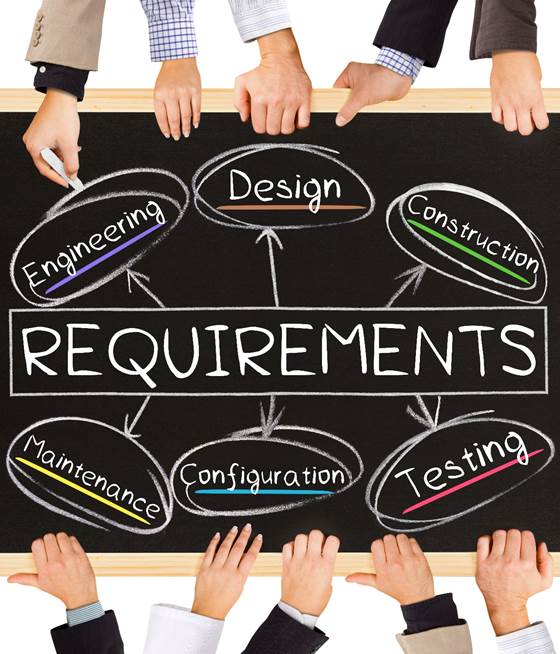 Engineering
Design
Construction
REQUIREMENTS
Maintenance
Configuration
Testing